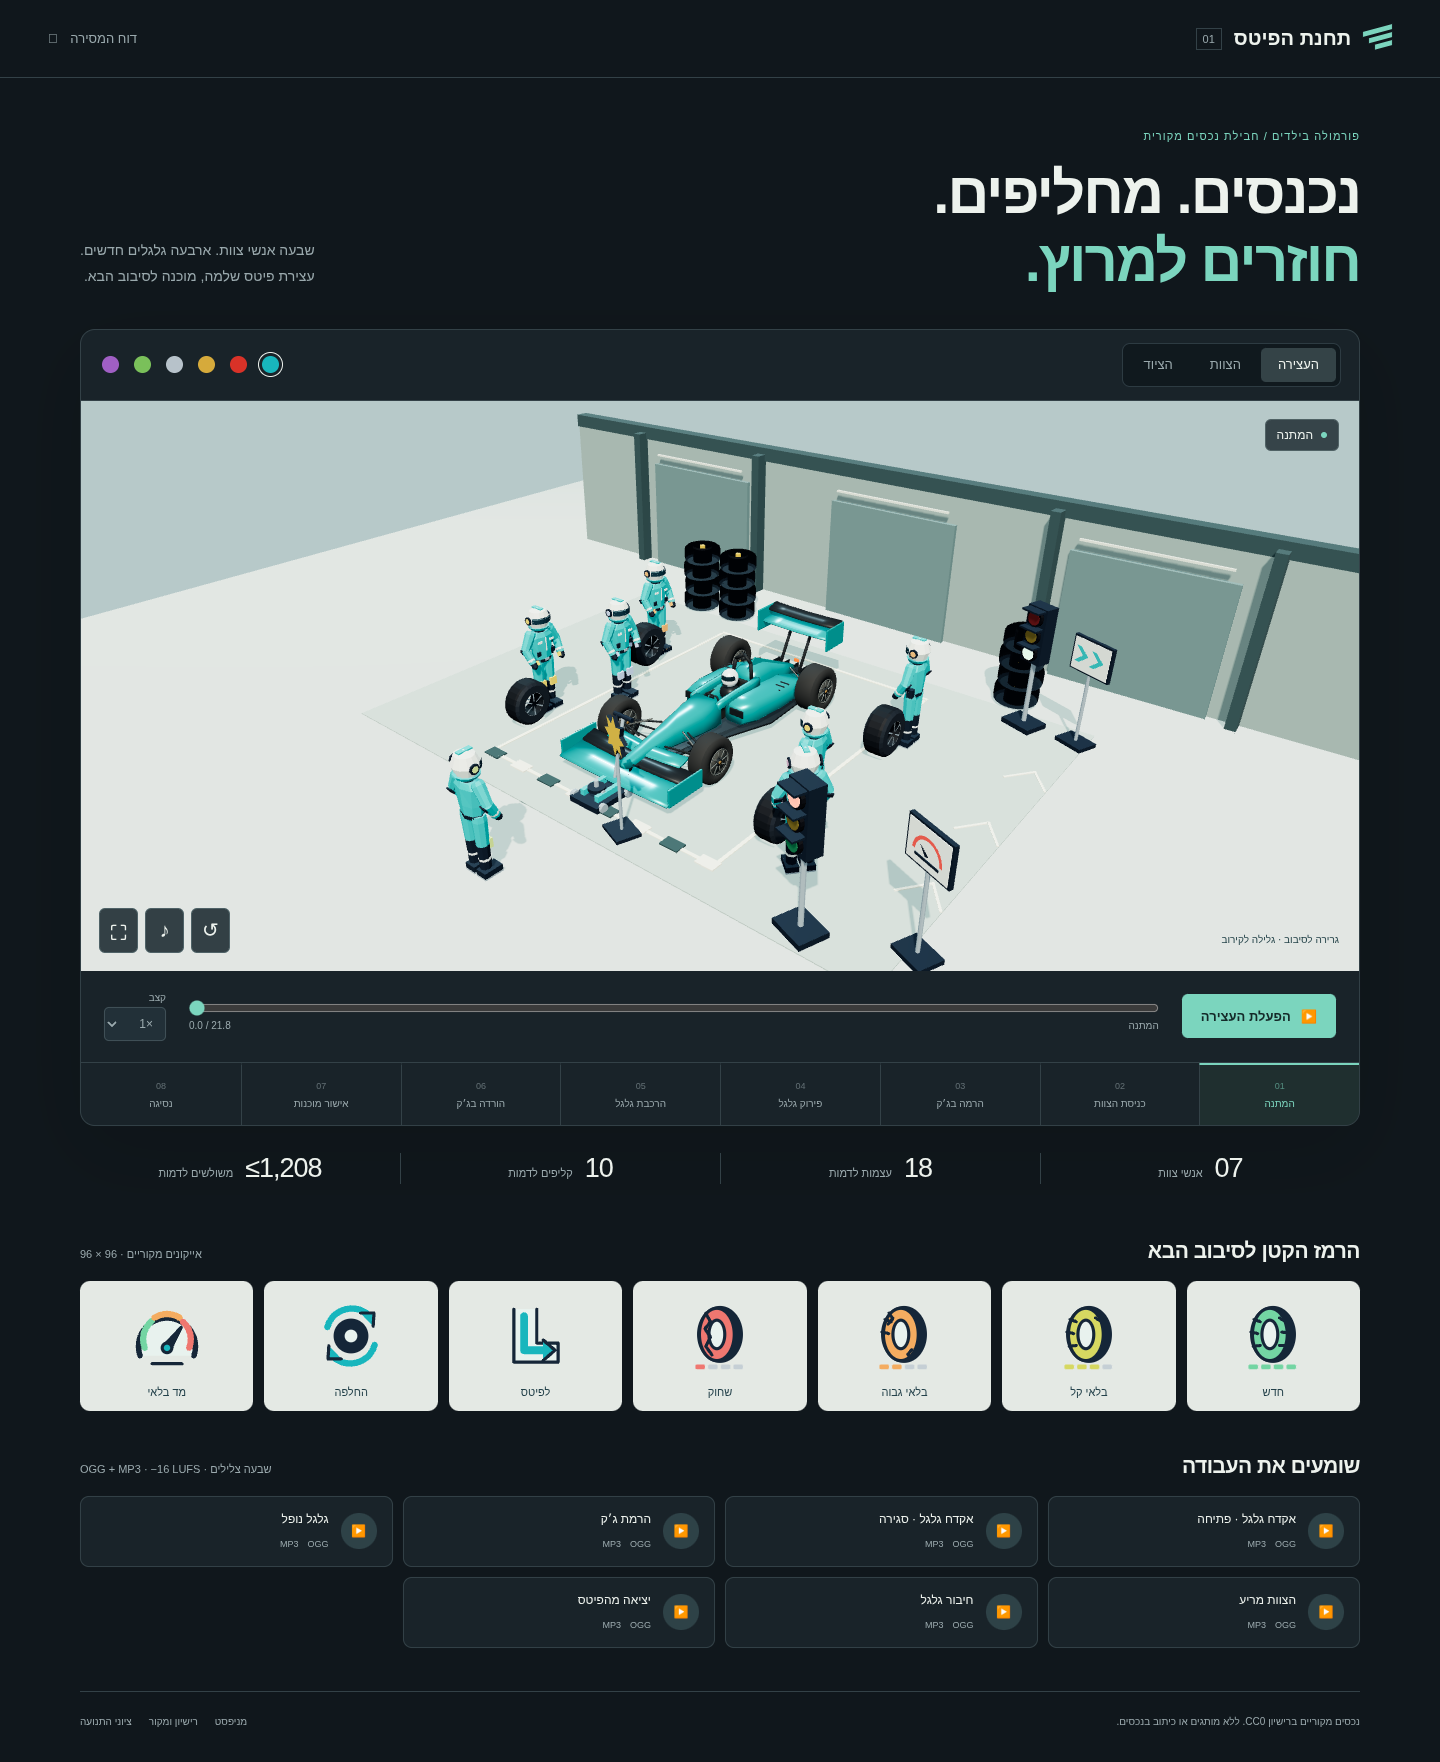 תחנת הפיטס
01
דוח המסירה
פורמולה בילדים / חבילת נכסים מקורית
נכנסים. מחליפים.
חוזרים למרוץ.
שבעה אנשי צוות. ארבעה גלגלים חדשים.
עצירת פיטס שלמה, מוכנה לסיבוב הבא.
העצירה
הצוות
הציוד
המתנה
גרירה לסיבוב · גלילה לקירוב
הפעלת העצירה
המתנה
0.0 / 21.8
קצב
1×
01
המתנה
02
כניסת הצוות
03
הרמה בג׳ק
04
פירוק גלגל
05
הרכבת גלגל
06
הורדה בג׳ק
07
אישור מוכנות
08
נסיגה
07 אנשי צוות
18 עצמות לדמות
10 קליפים לדמות
≤1,208 משולשים לדמות
הרמז הקטן לסיבוב הבא
אייקונים מקוריים · 96 × 96
חדש
בלאי קל
בלאי גבוה
שחוק
לפיטס
החלפה
מד בלאי
שומעים את העבודה
שבעה צלילים · OGG + MP3 · −16 LUFS
אקדח גלגל · פתיחה
OGG MP3
אקדח גלגל · סגירה
OGG MP3
הרמת ג׳ק
OGG MP3
גלגל נופל
OGG MP3
הצוות מריע
OGG MP3
חיבור גלגל
OGG MP3
יציאה מהפיטס
OGG MP3
נכסים מקוריים ברישיון CC0. ללא מותגים או כיתוב בנכסים.
מניפסט
רישיון ומקור
ציוני התנועה